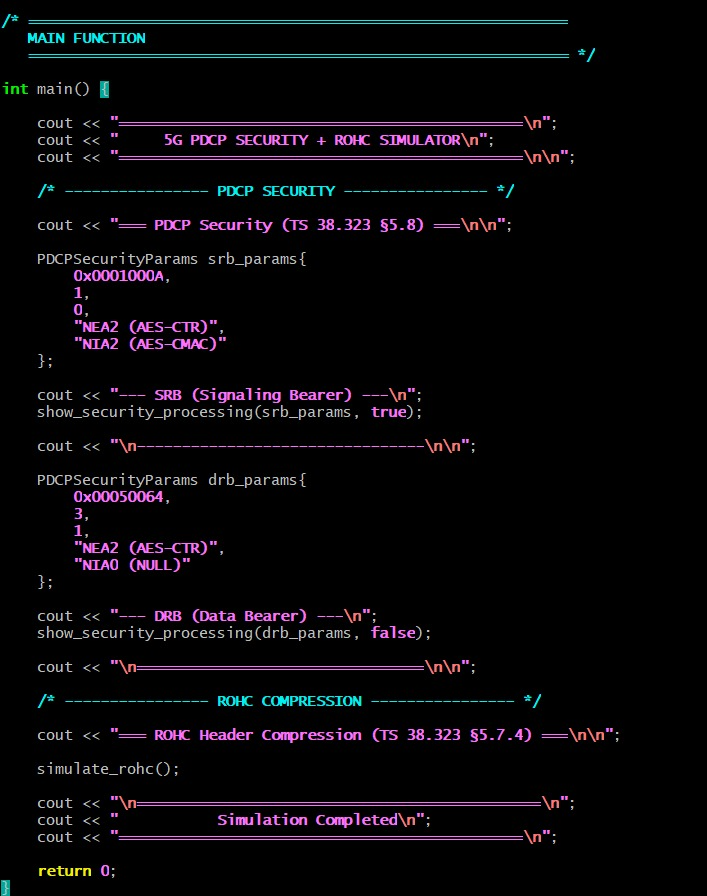 /* ============================================================
   MAIN FUNCTION
   ============================================================ */
int main() {
    cout << "=============================================\n";
    cout << "     5G PDCP SECURITY + ROHC SIMULATOR\n";
    cout << "=============================================\n\n";
    /* ---------------- PDCP SECURITY ---------------- */
    cout << "=== PDCP Security (TS 38.323 §5.8) ===\n\n";
    PDCPSecurityParams srb_params{
        0x0001000A,
        1,
        0,
        "NEA2 (AES-CTR)",
        "NIA2 (AES-CMAC)"
    };
    cout << "--- SRB (Signaling Bearer) ---\n";
    show_security_processing(srb_params, true);
    cout << "\n--------------------------------\n\n";
    PDCPSecurityParams drb_params{
        0x00050064,
        3,
        1,
        "NEA2 (AES-CTR)",
        "NIA0 (NULL)"
    };
    cout << "--- DRB (Data Bearer) ---\n";
    show_security_processing(drb_params, false);
    cout << "\n================================\n\n";
    /* ---------------- ROHC COMPRESSION ---------------- */
    cout << "=== ROHC Header Compression (TS 38.323 §5.7.4) ===\n\n";
    simulate_rohc();
    cout << "\n=============================================\n";
    cout << "           Simulation Completed\n";
    cout << "=============================================\n";
    return 0;
}